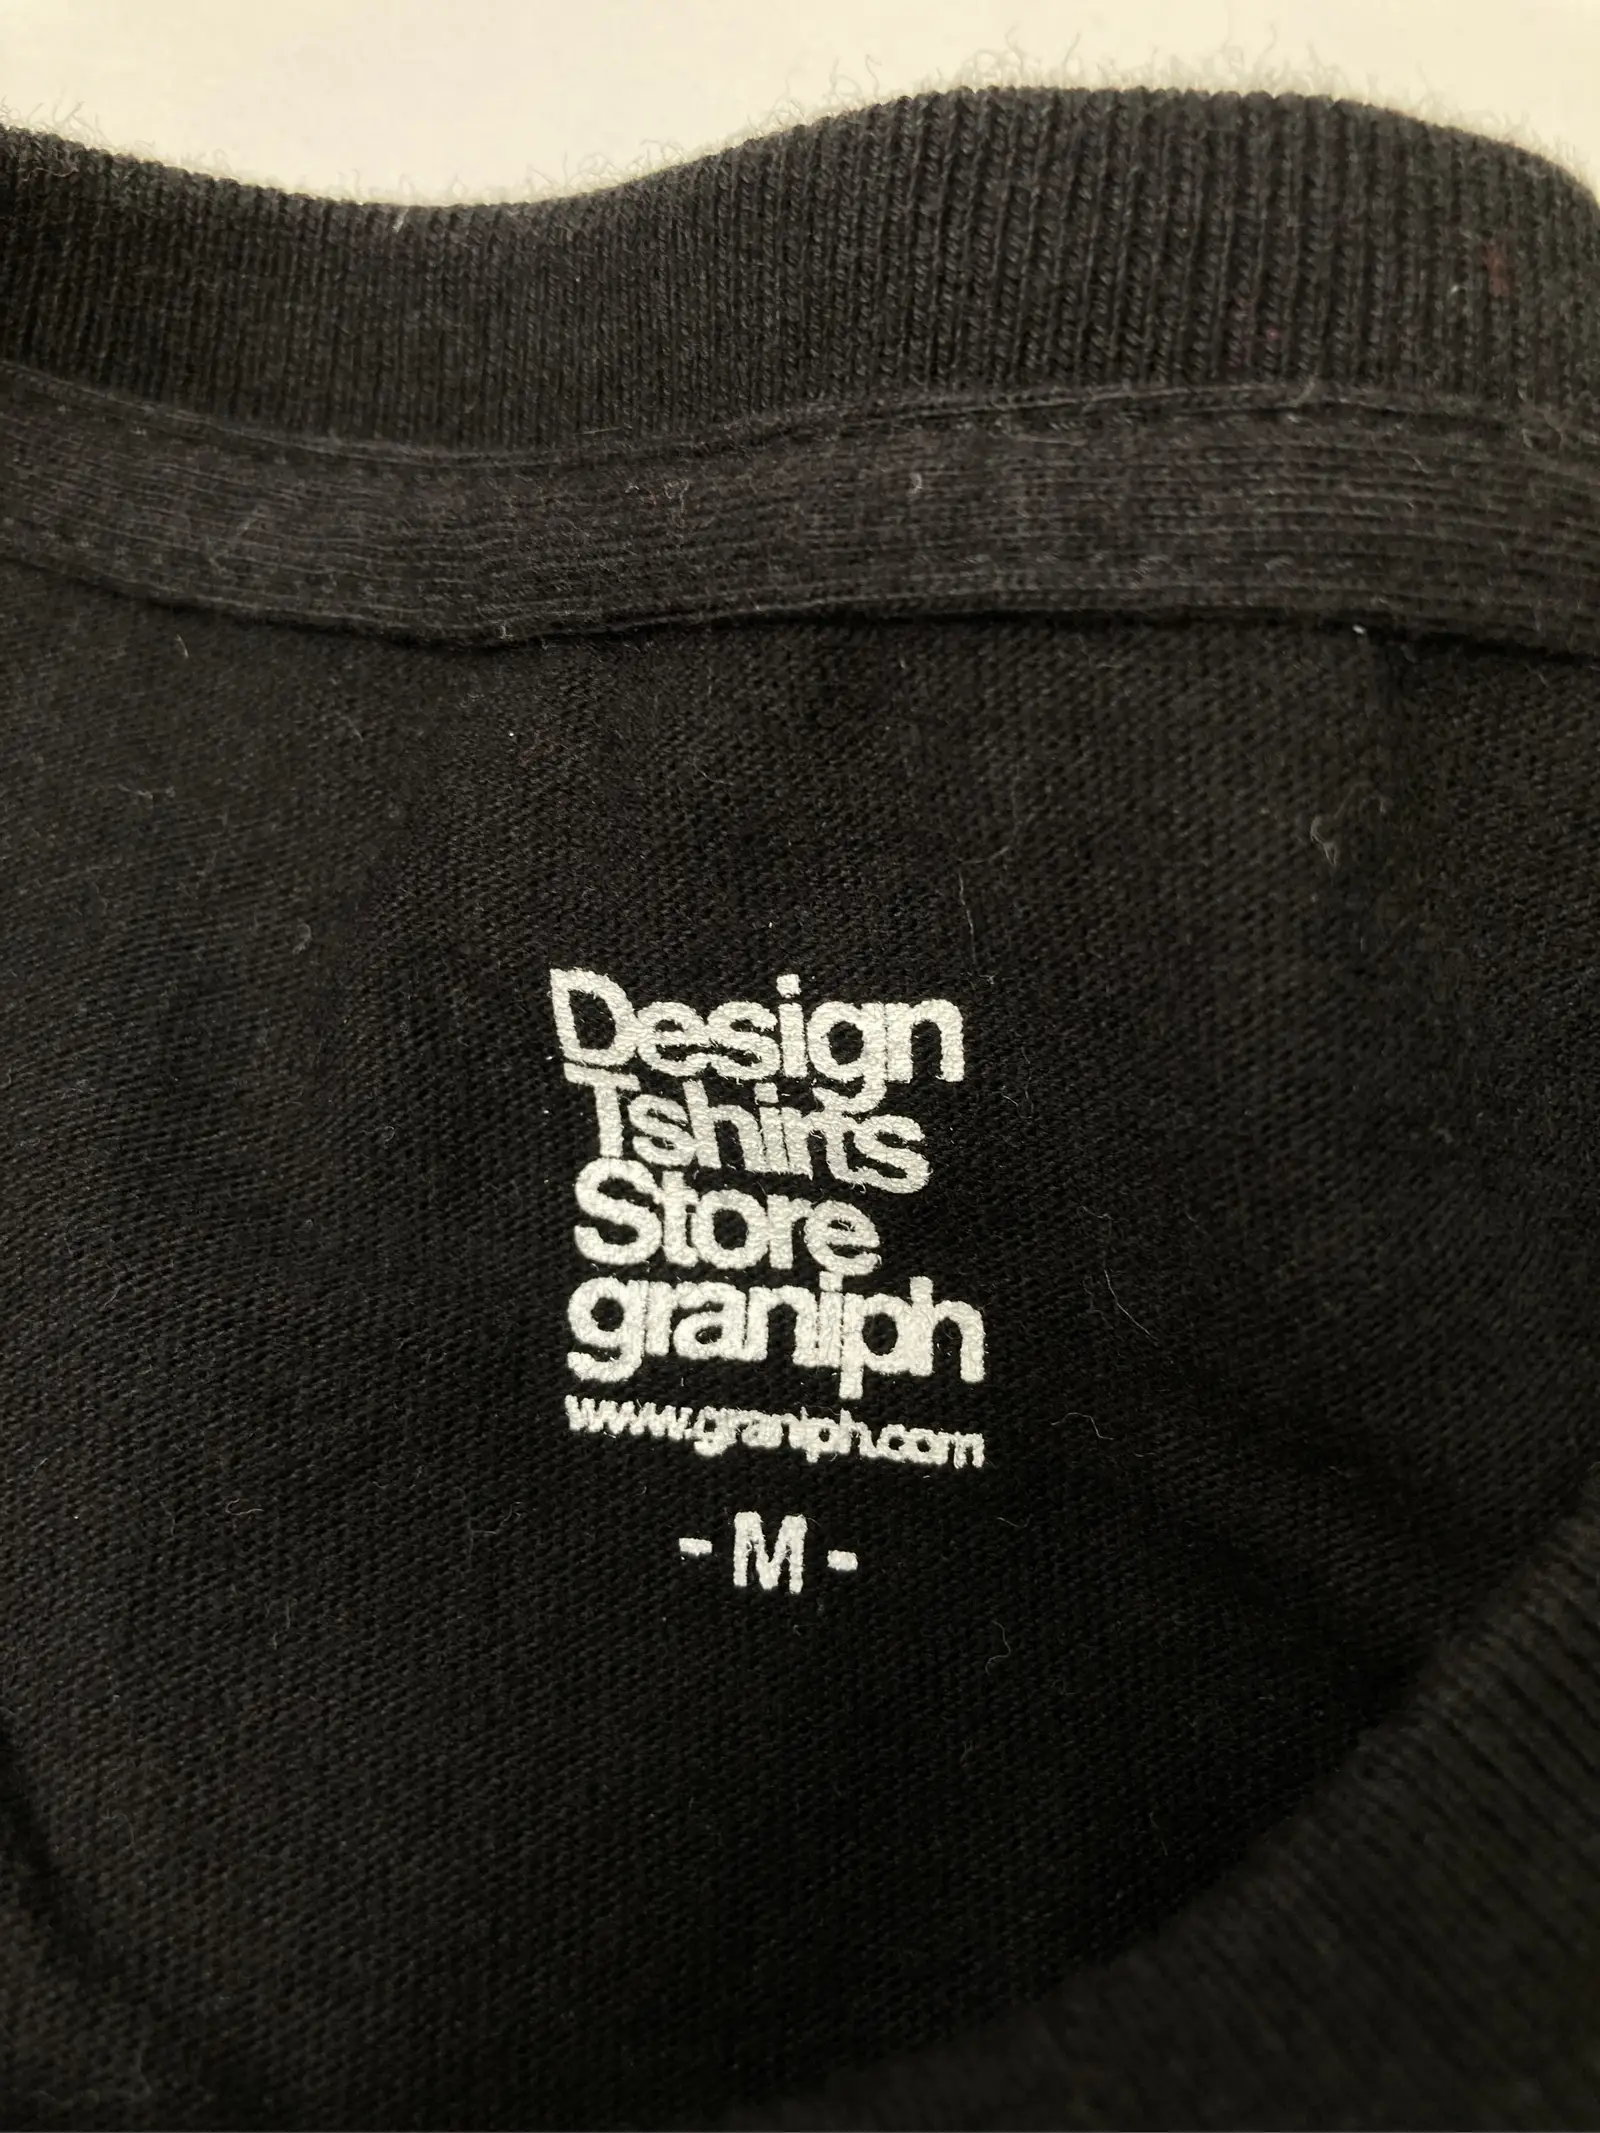 Design
Tshirts
Store
graniph
www.graniph.com
- M -